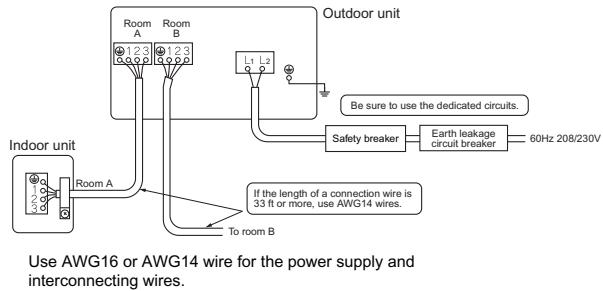 Outdoor unit
Room
A
Room
B
1 2 3
1 2 3
L1 L2
Be sure to use the dedicated circuits.
Safety breaker
Earth leakage
circuit breaker
60Hz 208/230V
Indoor unit
1
2
3
Room A
If the length of a connection wire is
33 ft or more, use AWG14 wires.
To room B
Use AWG16 or AWG14 wire for the power supply and
interconnecting wires.